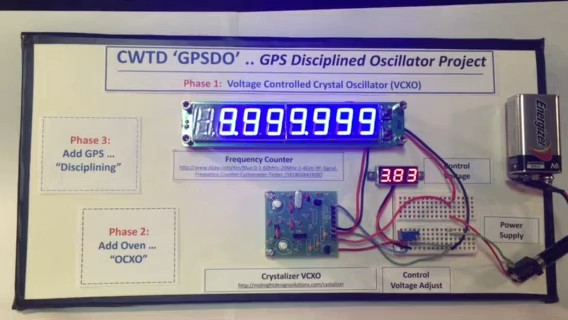 CWTD 'GPSDO' .. GPS Disciplined Oscillator Project
Phase 1: Voltage Controlled Crystal Oscillator (VCXO)
8.999.999
Phase 3:
Add GPS ...
"Disciplining"
Frequency Counter
3.83
Control
Voltage
Energizer
Phase 2:
Add Oven ...
"OCXO"
Power
Supply
Crystalizer VCXO
Control
Voltage Adjust